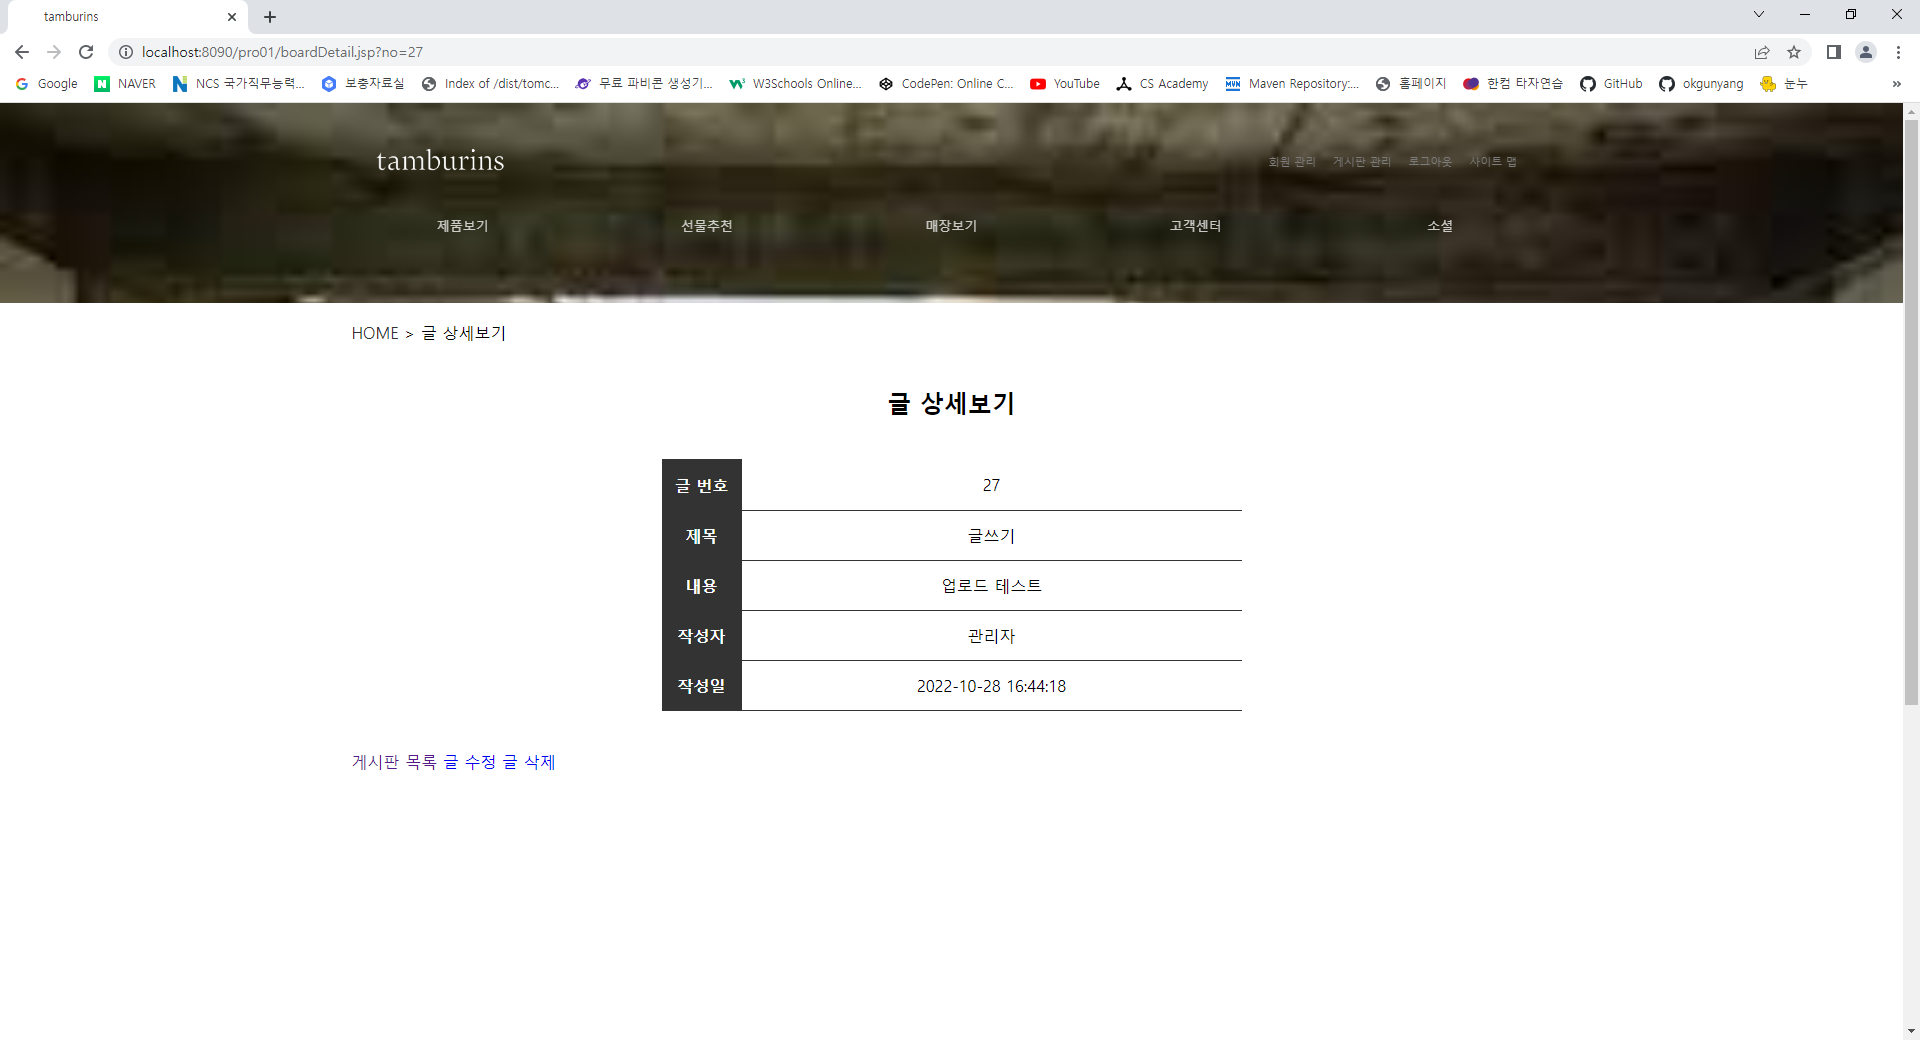 tamburins
localhost:8090/pro01/boardDetail.jsp?no=27
Google NAVER NCS 국가직무능력... 보충자료실 Index of /dist/tomc... 무료 파비콘 생성기... W3Schools Online... CodePen: Online C... YouTube CS Academy Maven Repository:... 홈페이지 한컴 타자연습 GitHub okgunyang 눈누 »
tamburins
회원 관리 게시판 관리 로그아웃 사이트 맵
제품보기 선물추천 매장보기 고객센터 소셜
HOME > 글 상세보기
글 상세보기
글 번호 27
제목 글쓰기
내용 업로드 테스트
작성자 관리자
작성일 2022-10-28 16:44:18
게시판 목록 글 수정 글 삭제